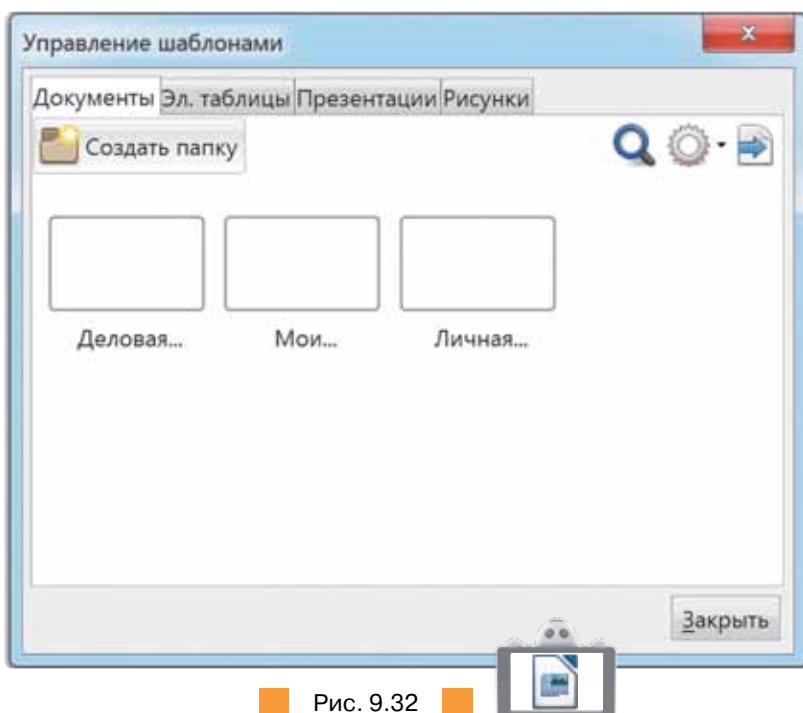 Управление шаблонами
Документы Эл. таблицы Презентации Рисунки
Создать папку
Деловая... Мои... Личная...
Закрыть
Рис. 9.32